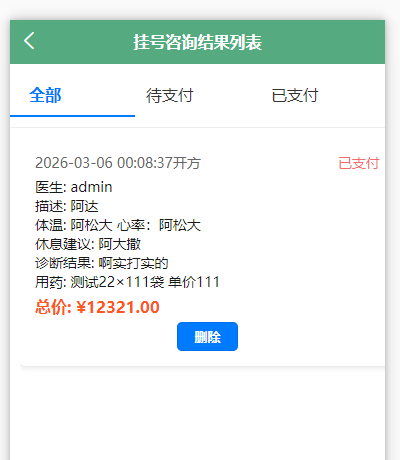 挂号咨询结果列表
全部 待支付 已支付
2026-03-06 00:08:37开方 已支付
医生: admin
描述: 阿达
体温: 阿松大 心率：阿松大
休息建议: 阿大撒
诊断结果: 啊实打实的
用药: 测试22×111袋 单价111
总价: ¥12321.00
删除